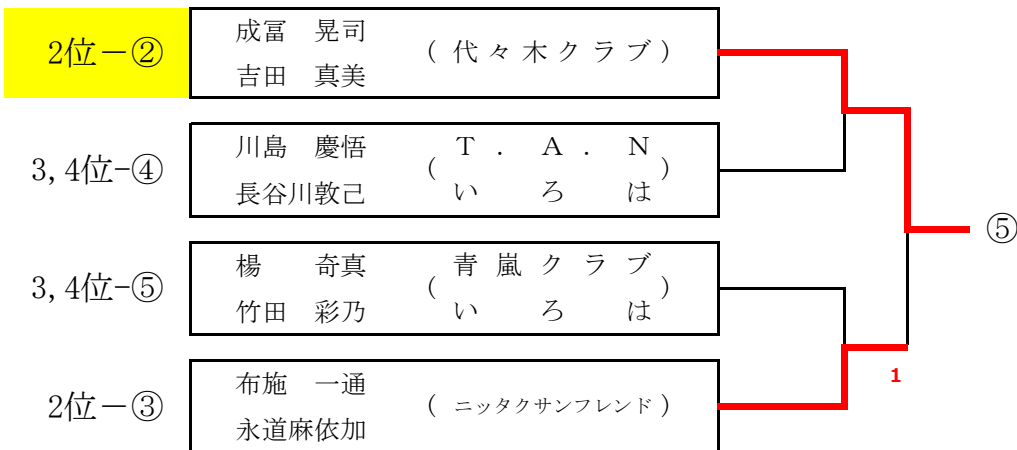 2位－②
成冨 晃司
吉田 真美
(代々木クラブ)
3,4位-④
川島 慶悟
長谷川敦己
(T.A.N
いろは)
3,4位-⑤
楊 奇真
竹田 彩乃
(青嵐クラブ
いろは)
2位－③
布施 一通
永道麻依加
(ニッタクサンフレンド)
⑤
1